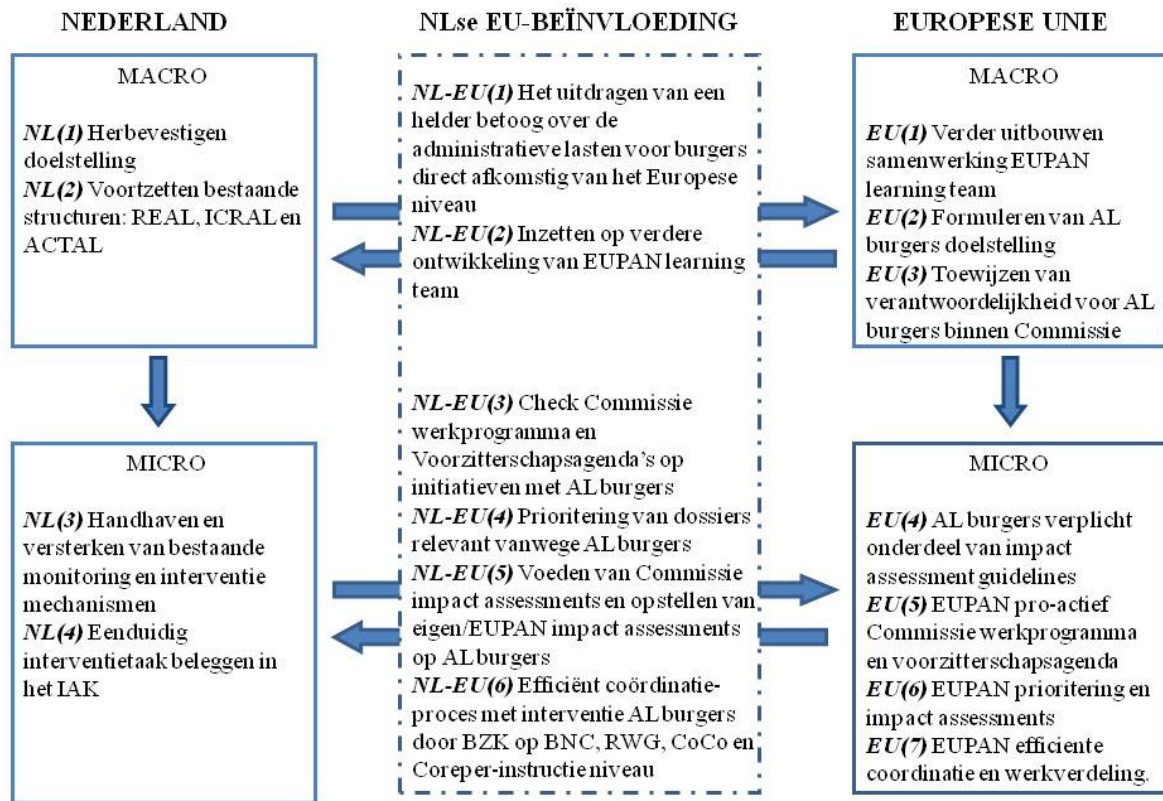 NEDERLAND
MACRO
NL(1) Herbevestigen
doelstelling
NL(2) Voortzetten bestaande
structuren: REAL, ICRAL en
ACTAL
MICRO
NL(3) Handhaven en
versterken van bestaande
monitoring en interventie
mechanismen
NL(4) Eenduidig
interventietaak beleggen in
het IAK
NLse EU-BEÏNVLOEDING
NL-EU(1) Het uitdragen van een
helder betoog over de
administratieve lasten voor burgers
direct afkomstig van het Europese
niveau
NL-EU(2) Inzetten op verdere
ontwikkeling van EUPAN learning
team
NL-EU(3) Check Commissie
werkprogramma en
Voorzitterschapsagenda's op
initiatieven met AL burgers
NL-EU(4) Prioritering van dossiers
relevant vanwege AL burgers
NL-EU(5) Voeden van Commissie
impact assessments en opstellen van
eigen/EUPAN impact assessments
op AL burgers
NL-EU(6) Efficiënt coördinatie-
proces met interventie AL burgers
door BZK op BNC, RWG, CoCo en
Coreper-instructie niveau
EUROPESE UNIE
MACRO
EU(1) Verder uitbouwen
samenwerking EUPAN
learning team
EU(2) Formuleren van AL
burgers doelstelling
EU(3) Toewijzen van
verantwoordelijkheid voor AL
burgers binnen Commissie
MICRO
EU(4) AL burgers verplicht
onderdeel van impact
assessment guidelines
EU(5) EUPAN pro-actief
Commissie werkprogramma
en voorzitterschapsagenda
EU(6) EUPAN prioritering en
impact assessments
EU(7) EUPAN efficiente
coordinatie en werkverdeling.